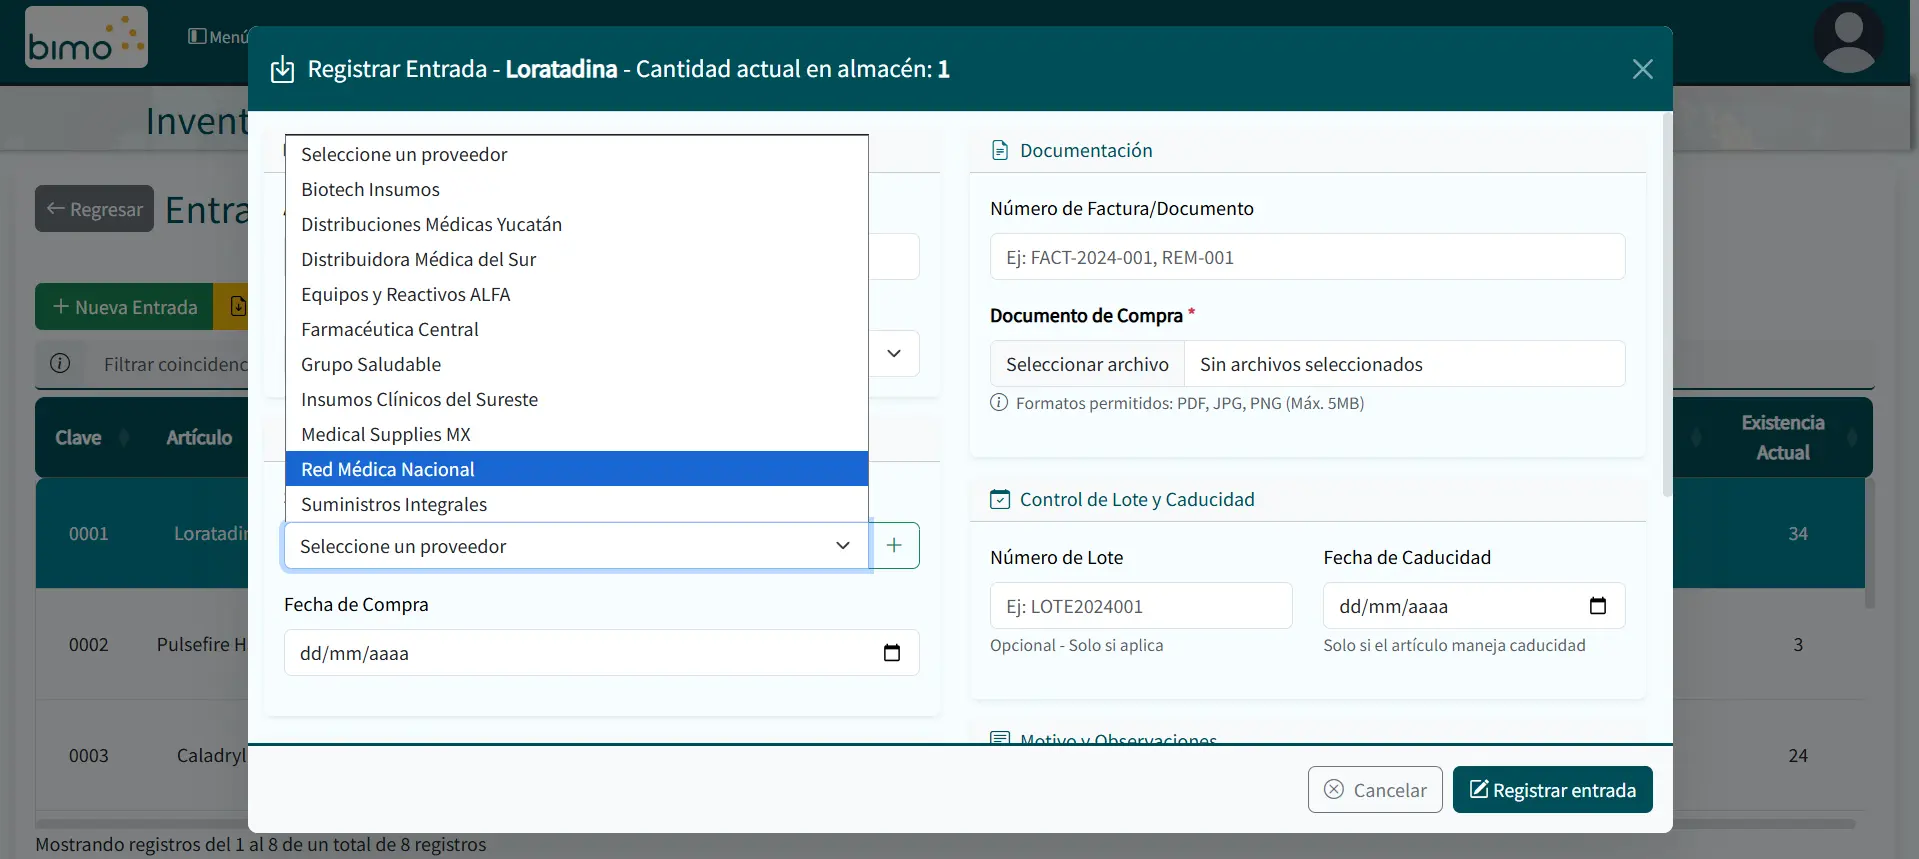 bimo
Menú
Registrar Entrada - Loratadina - Cantidad actual en almacén: 1
Invent
Regresar
Entra
Nueva Entrada
Filtrar coincidenc
Clave
Artículo
Existencia
Actual
0001
Loratadin
34
0002
Pulsefire H
3
0003
Caladryl
24
Mostrando registros del 1 al 8 de un total de 8 registros
Seleccione un proveedor
Biotech Insumos
Distribuciones Médicas Yucatán
Distribuidora Médica del Sur
Equipos y Reactivos ALFA
Farmacéutica Central
Grupo Saludable
Insumos Clínicos del Sureste
Medical Supplies MX
Red Médica Nacional
Suministros Integrales
Seleccione un proveedor
+
Fecha de Compra
dd/mm/aaaa
Documentación
Número de Factura/Documento
Ej: FACT-2024-001, REM-001
Documento de Compra *
Seleccionar archivo
Sin archivos seleccionados
Formatos permitidos: PDF, JPG, PNG (Máx. 5MB)
Control de Lote y Caducidad
Número de Lote
Fecha de Caducidad
Ej: LOTE2024001
dd/mm/aaaa
Opcional - Solo si aplica
Solo si el artículo maneja caducidad
Motivo y Observaciones
Cancelar
Registrar entrada